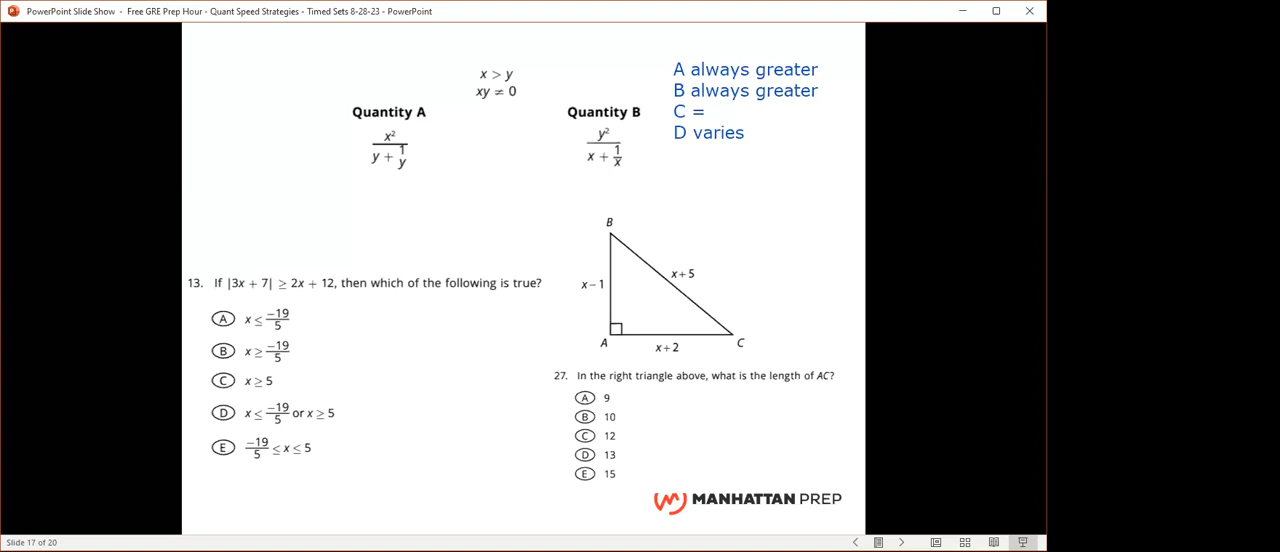 PowerPoint Slide Show - Free GRE Prep Hour - Quant Speed Strategies - Timed Sets 8-28-23 - PowerPoint
x > y
xy ≠ 0
Quantity A
x²
y + 1
y
Quantity B
y²
x + 1
x
A always greater
B always greater
C =
D varies
13. If |3x + 7| ≥ 2x + 12, then which of the following is true?
A x ≤ -19/5
B x ≥ -19/5
C x ≥ 5
D x ≤ -19/5 or x ≥ 5
E -19/5 ≤ x ≤ 5
B
x – 1
x + 5
A
x + 2
C
27. In the right triangle above, what is the length of AC?
A 9
B 10
C 12
D 13
E 15
MANHATTAN PREP
Slide 17 of 20